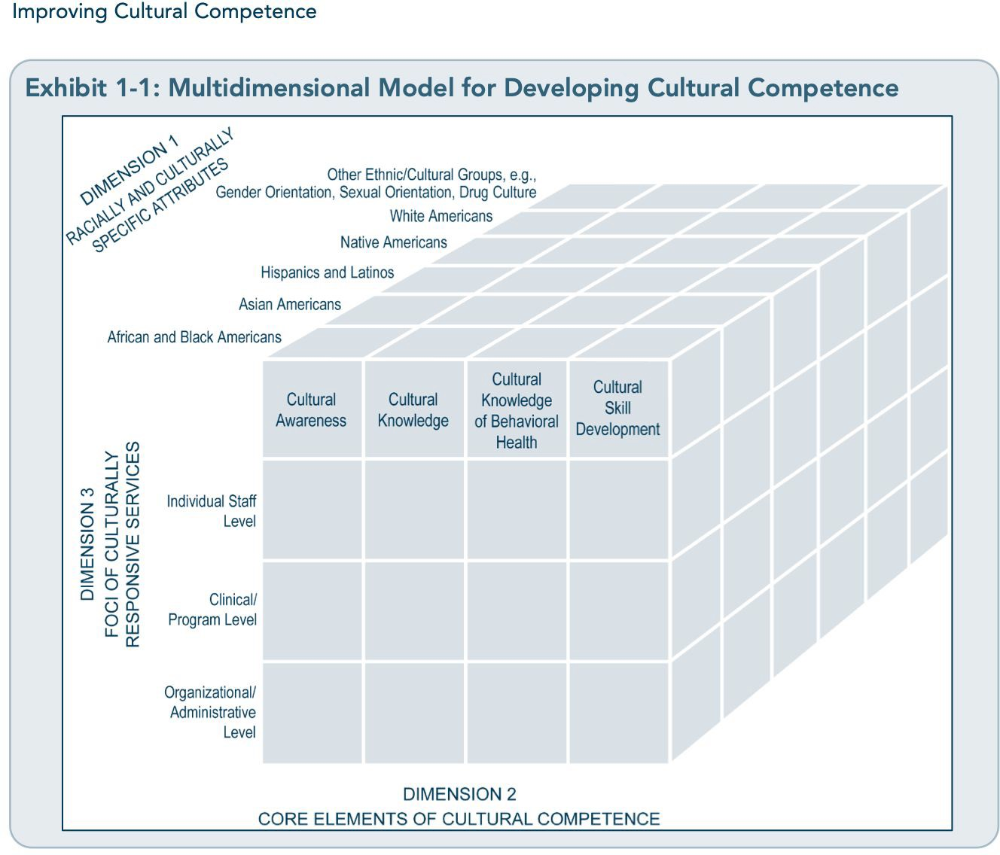 Improving Cultural Competence
Exhibit 1-1: Multidimensional Model for Developing Cultural Competence
DIMENSION 1
RACIALLY AND CULTURALLY
SPECIFIC ATTRIBUTES
Other Ethnic/Cultural Groups, e.g.,
Gender Orientation, Sexual Orientation, Drug Culture
White Americans
Native Americans
Hispanics and Latinos
Asian Americans
African and Black Americans
Cultural
Awareness
Cultural
Knowledge
Cultural
Knowledge
of Behavioral
Health
Cultural
Skill
Development
DIMENSION 3
FOCI OF CULTURALLY
RESPONSIVE SERVICES
Individual Staff
Level
Clinical/
Program Level
Organizational/
Administrative
Level
DIMENSION 2
CORE ELEMENTS OF CULTURAL COMPETENCE